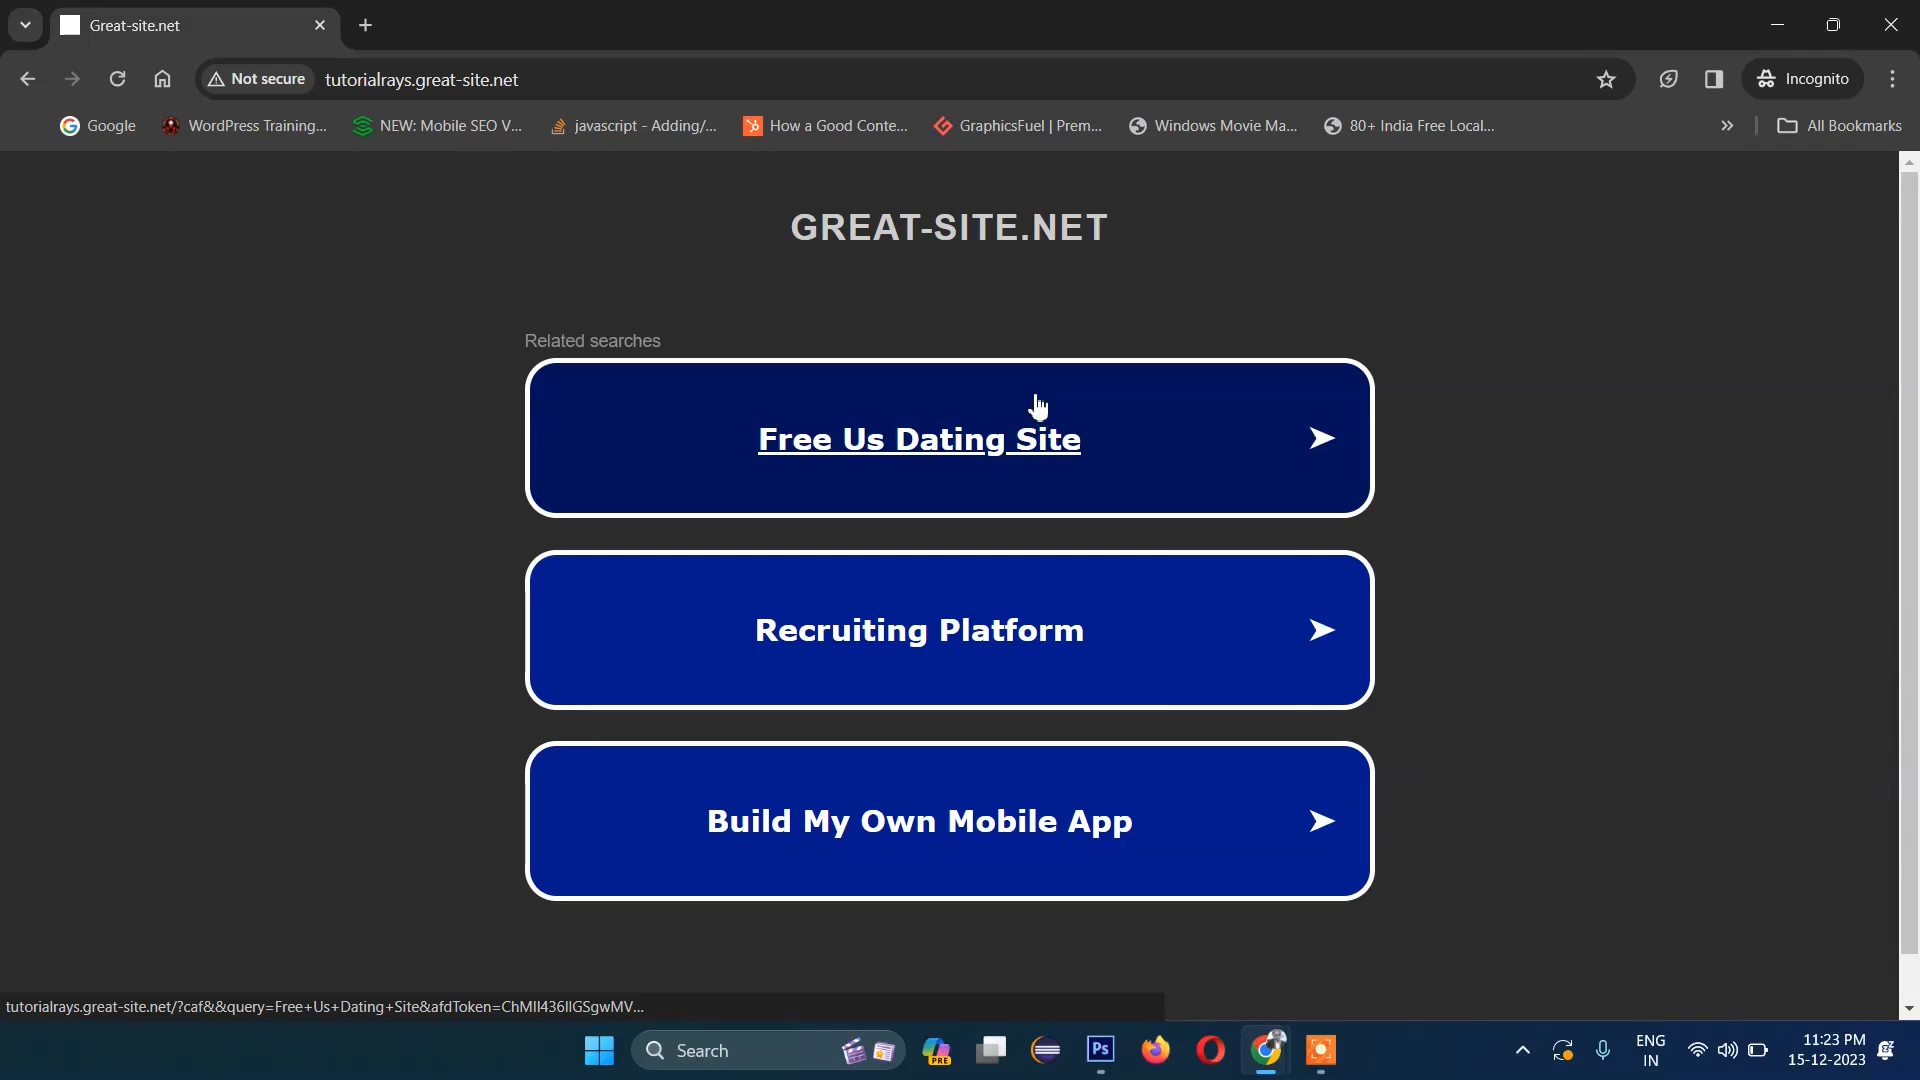 Great-site.net
Not secure
tutorialrays.great-site.net
Incognito
Google
WordPress Training...
NEW: Mobile SEO V...
javascript - Adding/...
How a Good Conte...
GraphicsFuel | Prem...
Windows Movie Ma...
80+ India Free Local...
All Bookmarks
GREAT-SITE.NET
Related searches
Free Us Dating Site
Recruiting Platform
Build My Own Mobile App
tutorialrays.great-site.net/?caf&&query=Free+Us+Dating+Site&afdToken=ChMIl436llGSgwMV...
Search
PRE
Ps
ENG
IN
11:23 PM
15-12-2023